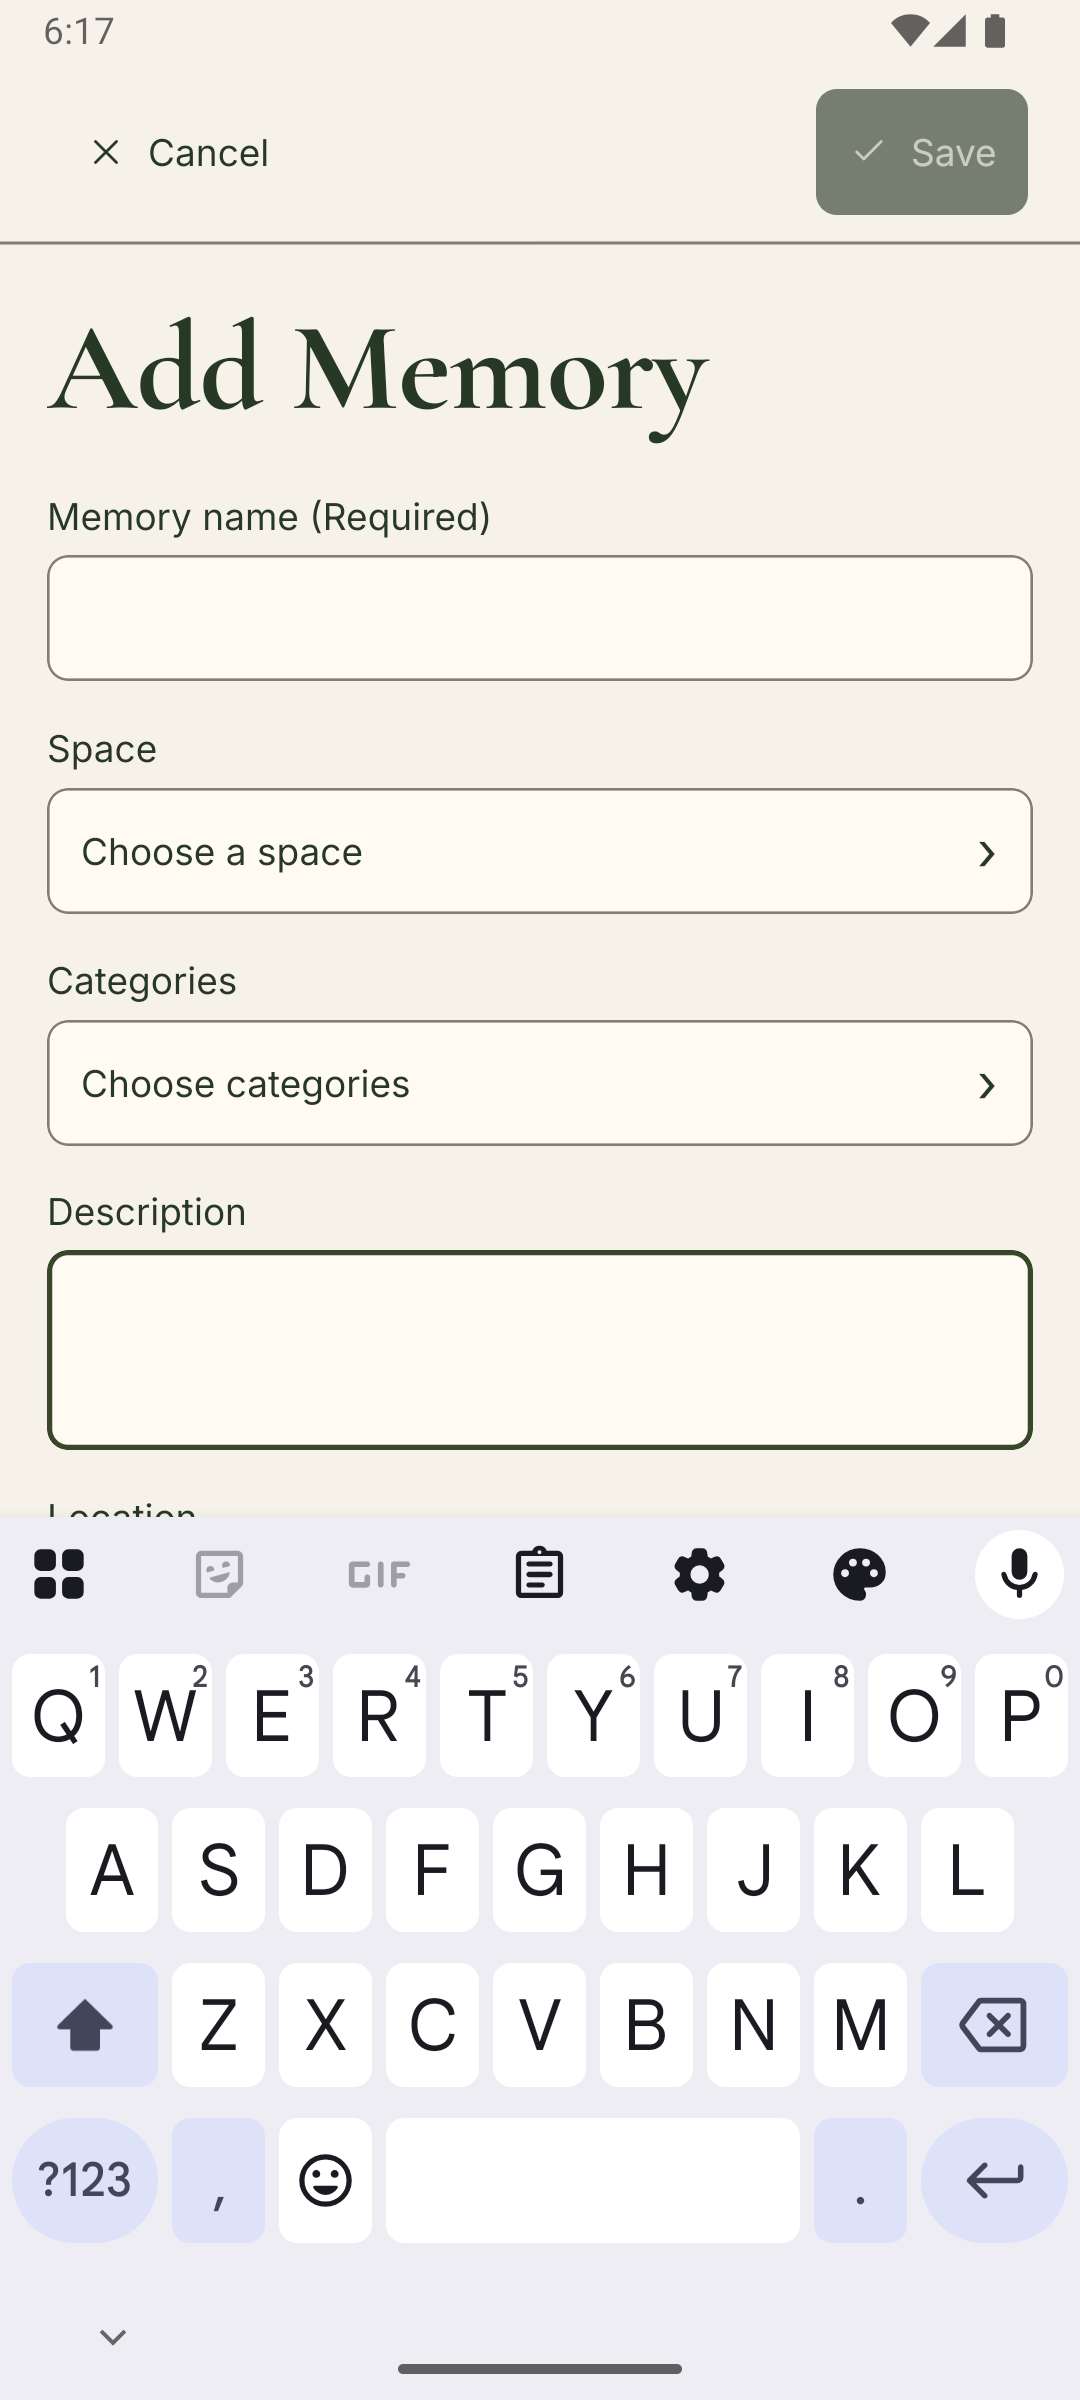 6:17
Cancel
Save
Add Memory
Memory name (Required)
Space
Choose a space
Categories
Choose categories
Description
Location
GIF
Q1 W2 E3 R4 T5 Y6 U7 I8 O9 P0
A S D F G H J K L
Z X C V B N M
?123 , .